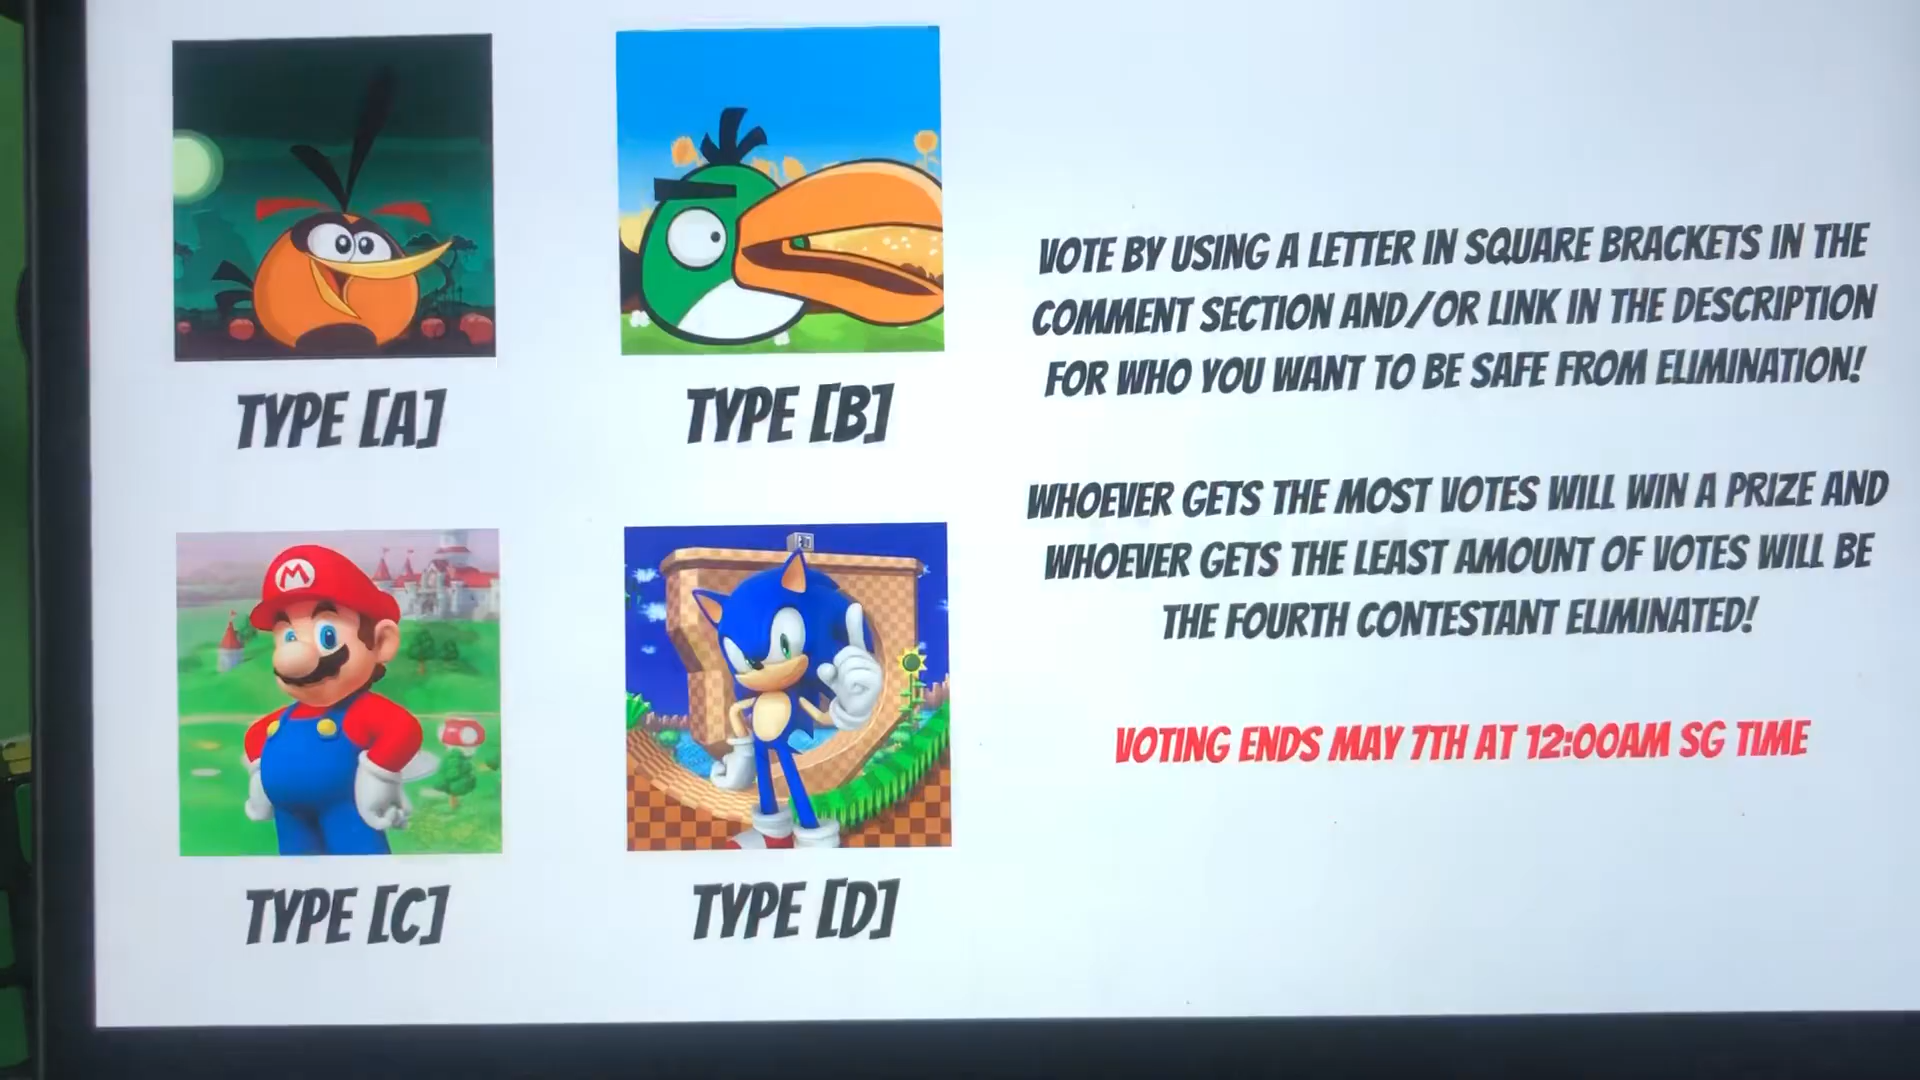 TYPE [A]
TYPE [B]
VOTE BY USING A LETTER IN SQUARE BRACKETS IN THE
COMMENT SECTION AND/OR LINK IN THE DESCRIPTION
FOR WHO YOU WANT TO BE SAFE FROM ELIMINATION!
WHOEVER GETS THE MOST VOTES WILL WIN A PRIZE AND
WHOEVER GETS THE LEAST AMOUNT OF VOTES WILL BE
THE FOURTH CONTESTANT ELIMINATED!
VOTING ENDS MAY 7TH AT 12:00AM SG TIME
M
TYPE [C]
TYPE [D]